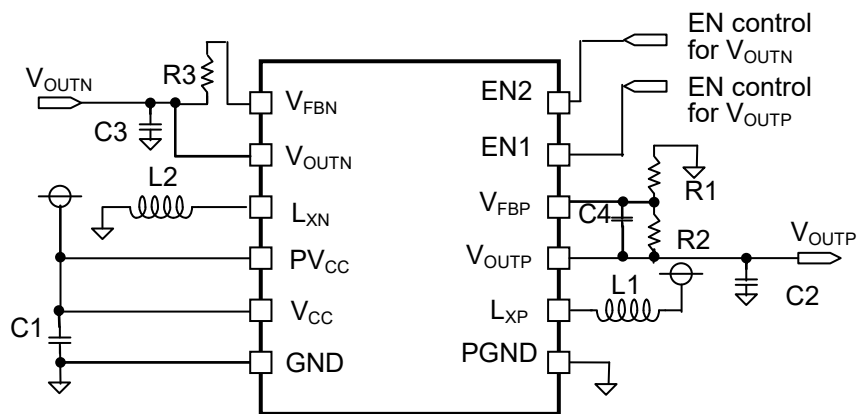 EN control
for VOUTN
EN control
for VOUTP
VOUTN
R3
C3
VFBN
VOUTN
L2
LXN
PVCC
VCC
C1
GND
EN2
EN1
VFBP
C4
R1
R2
VOUTP
VOUTP
L1
C2
LXP
PGND